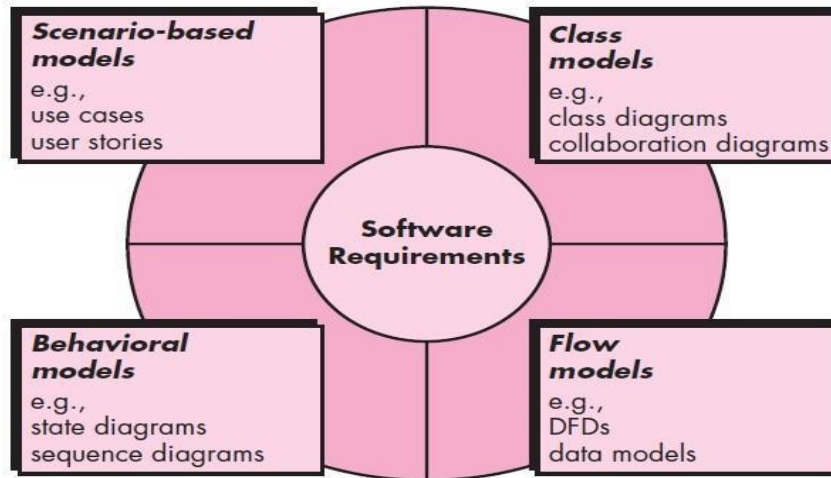 Scenario-based
models
e.g.,
use cases
user stories
Class
models
e.g.,
class diagrams
collaboration diagrams
Software
Requirements
Behavioral
models
e.g.,
state diagrams
sequence diagrams
Flow
models
e.g.,
DFDs
data models